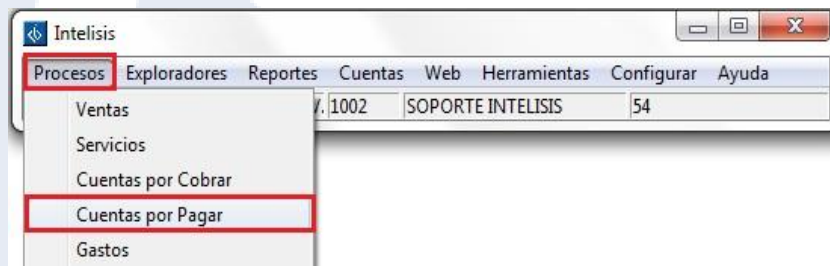 Intelisis
Procesos Exploradores Reportes Cuentas Web Herramientas Configurar Ayuda
V. 1002 SOPORTE INTELISIS 54
Ventas
Servicios
Cuentas por Cobrar
Cuentas por Pagar
Gastos